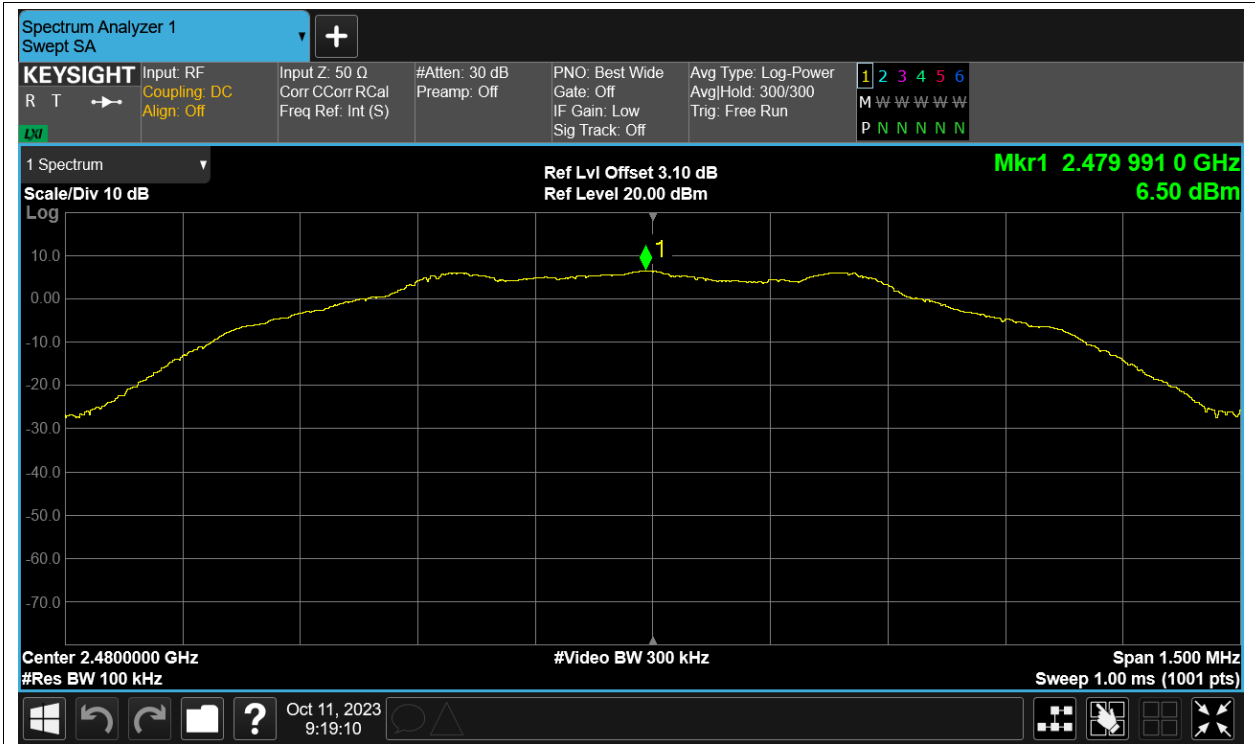 Spectrum Analyzer 1
Swept SA
KEYSIGHT
R T
LXI
Input: RF
Coupling: DC
Align: Off
Input Z: 50 Ω
Corr CCorr RCal
Freq Ref: Int (S)
#Atten: 30 dB
Preamp: Off
PNO: Best Wide
Gate: Off
IF Gain: Low
Sig Track: Off
Avg Type: Log-Power
Avg|Hold: 300/300
Trig: Free Run
1 2 3 4 5 6
M W W W W W
P N N N N N
1 Spectrum
Scale/Div 10 dB
Log
Ref Lvl Offset 3.10 dB
Ref Level 20.00 dBm
Mkr1 2.479 991 0 GHz
6.50 dBm
1
10.0
0.00
-10.0
-20.0
-30.0
-40.0
-50.0
-60.0
-70.0
Center 2.4800000 GHz
#Res BW 100 kHz
#Video BW 300 kHz
Span 1.500 MHz
Sweep 1.00 ms (1001 pts)
?
Oct 11, 2023
9:19:10